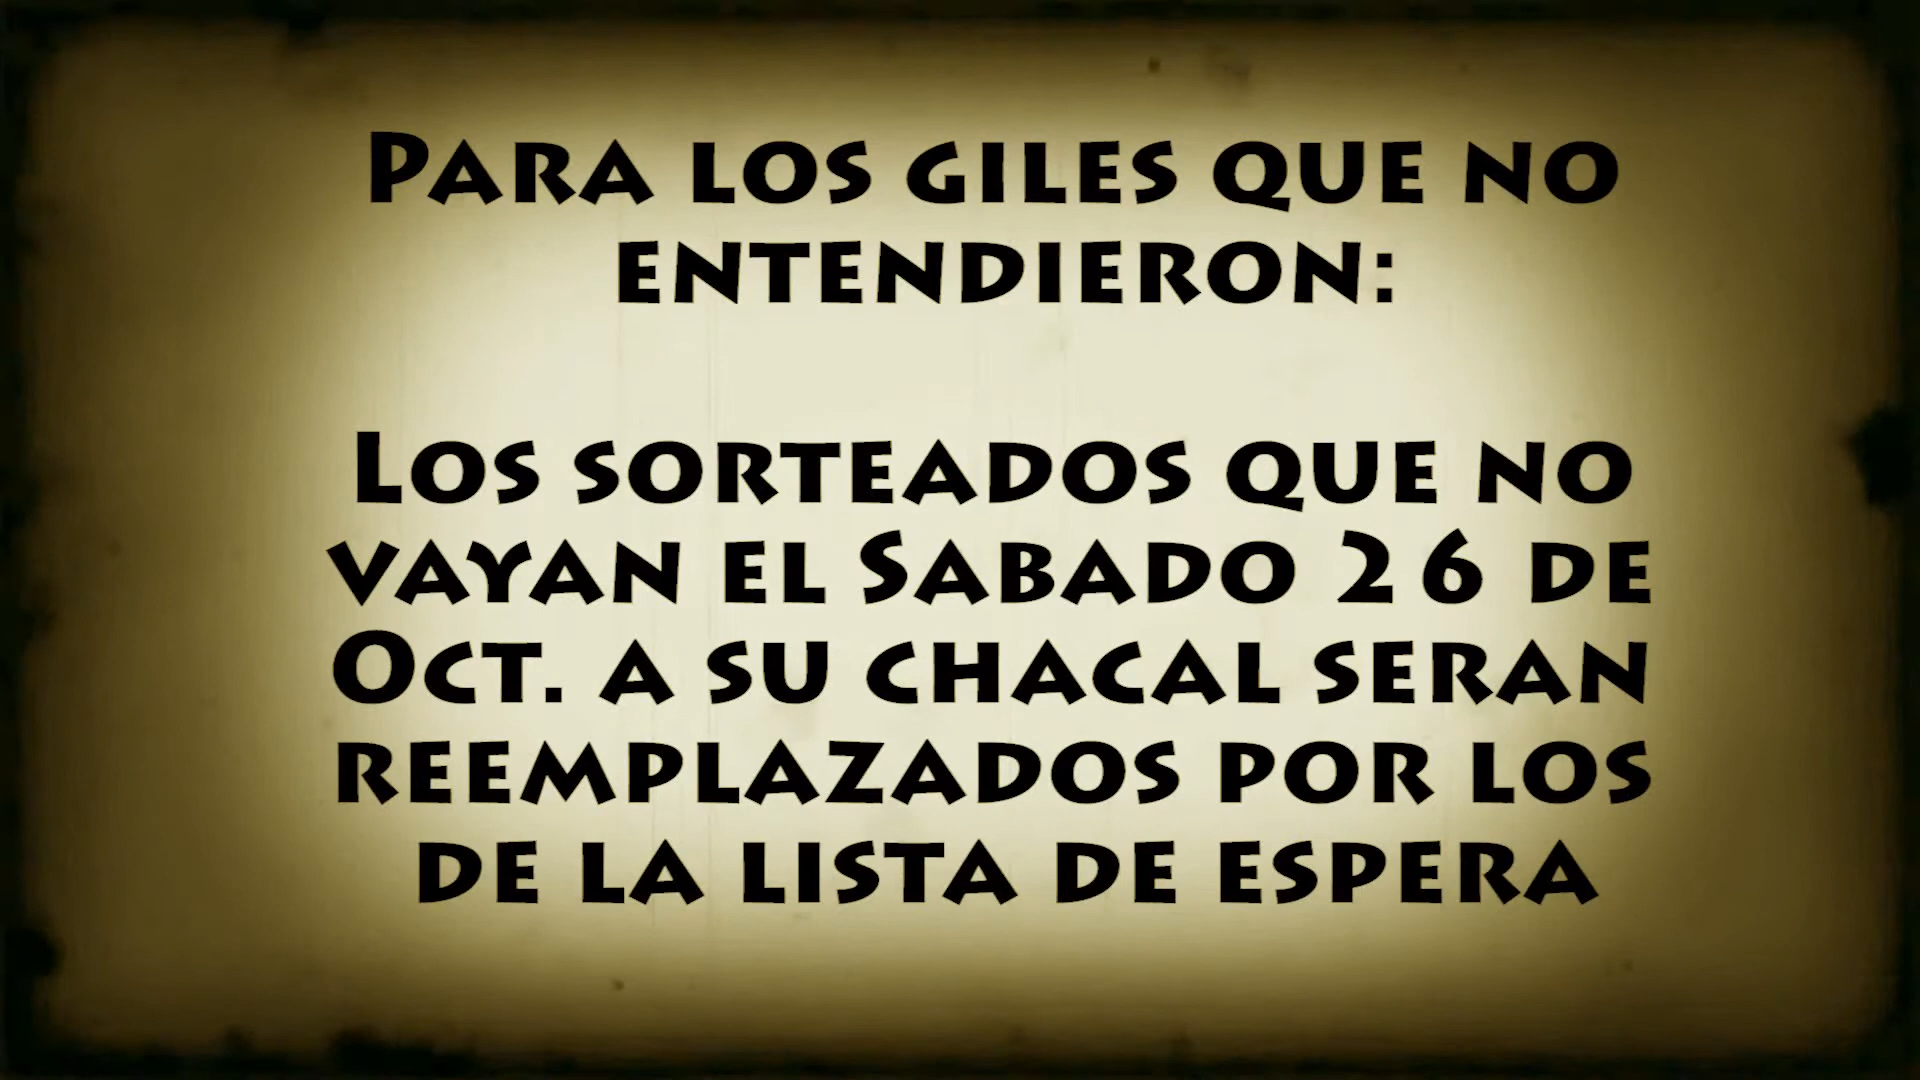 Para los giles que no
entendieron:
Los sorteados que no
vayan el Sabado 26 de
Oct. a su chacal seran
reemplazados por los
de la lista de espera